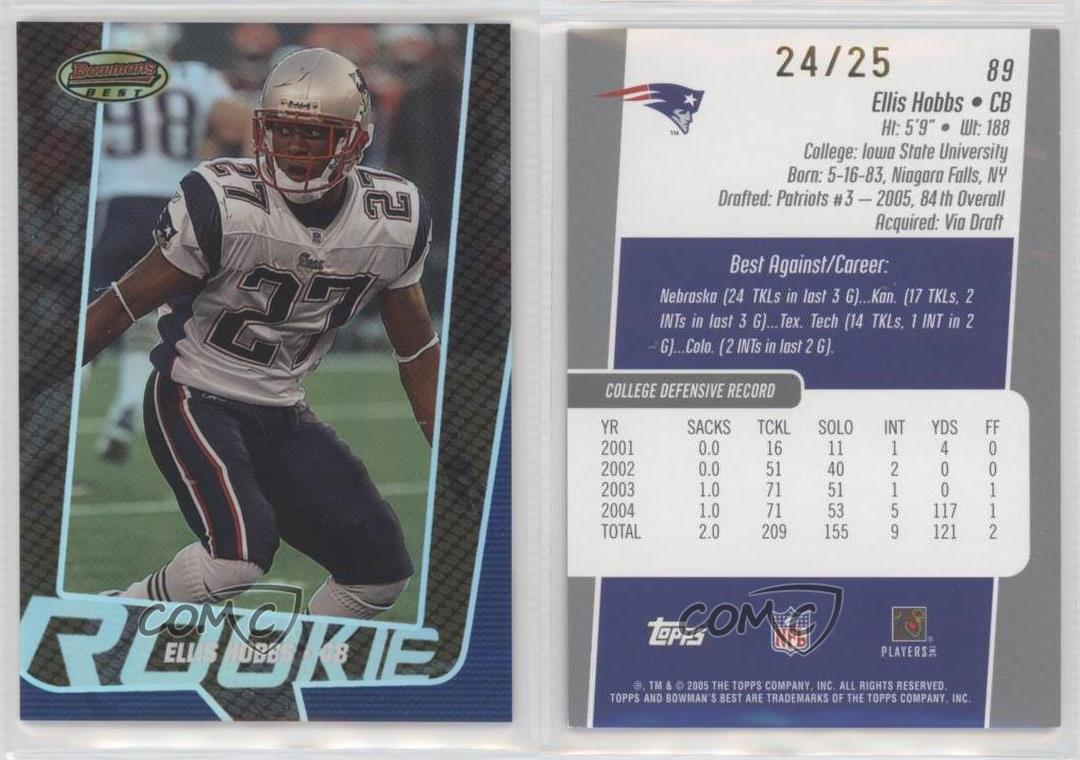 Bowman's
BEST
98
27
27
27
COMC
ROOKIE
ELLIS HOBBS • CB
24/25
89
Ellis Hobbs • CB
Ht: 5'9" • Wt: 188
College: Iowa State University
Born: 5-16-83, Niagara Falls, NY
Drafted: Patriots #3 – 2005, 84th Overall
Acquired: Via Draft
Best Against/Career:
Nebraska (24 TKLs in last 3 G)...Kan. (17 TKLs, 2
INTs in last 3 G)...Tex. Tech (14 TKLs, 1 INT in 2
G)...Colo. (2 INTs in last 2 G).
COLLEGE DEFENSIVE RECORD
YR SACKS TCKL SOLO INT YDS FF
2001 0.0 16 11 1 4 0
2002 0.0 51 40 2 0 0
2003 1.0 71 51 1 0 1
2004 1.0 71 53 5 117 1
TOTAL 2.0 209 155 9 121 2
COMC
Topps
NFL
PLAYERS INC
®, TM & © 2005 THE TOPPS COMPANY, INC. ALL RIGHTS RESERVED.
TOPPS AND BOWMAN'S BEST ARE TRADEMARKS OF THE TOPPS COMPANY, INC.